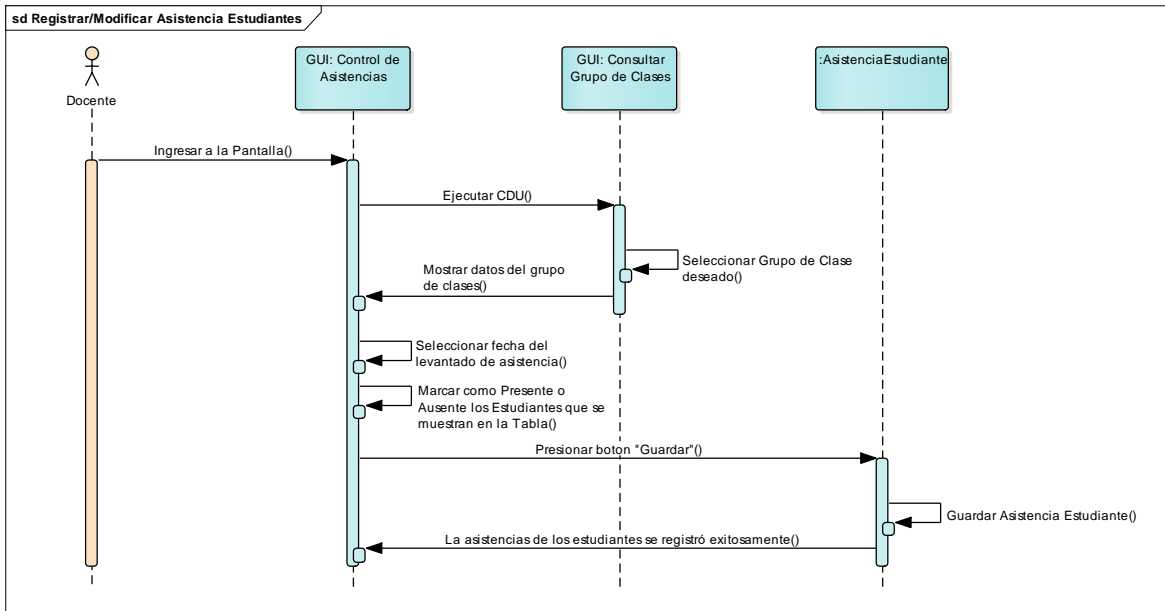 sd Registrar/Modificar Asistencia Estudiantes
Docente
GUI: Control de
Asistencias
GUI: Consultar
Grupo de Clases
:AsistenciaEstudiante
Ingresar a la Pantalla()
Ejecutar CDU()
Seleccionar Grupo de Clase
deseado()
Mostrar datos del grupo
de clases()
Seleccionar fecha del
levantado de asistencia()
Marcar como Presente o
Ausente los Estudiantes que se
muestran en la Tabla()
Presionar boton "Guardar"()
Guardar Asistencia Estudiante()
La asistencias de los estudiantes se registró exitosamente()